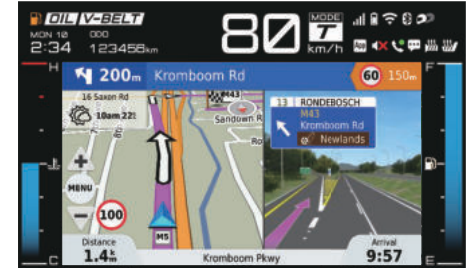 OIL V-BELT
MON 10 ODO
2:34 123456km
80 km/h
MODE T
App
H F
200m Kromboom Rd 60 150m
16 Saxon Rd
10am 22°
M43
Sandown R
Ro
13 RONDEBOSCH
M43
Kromboom Rd
Newlands
+
MENU
−
100
M5
Distance
1.4km
Kromboom Pkwy
Arrival
9:57
C E